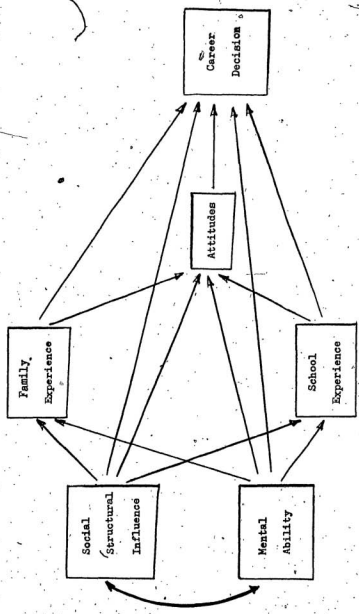 Social
Structural
Influence
Mental
Ability
Family
Experience
School
Experience
Attitudes
Career
Decision